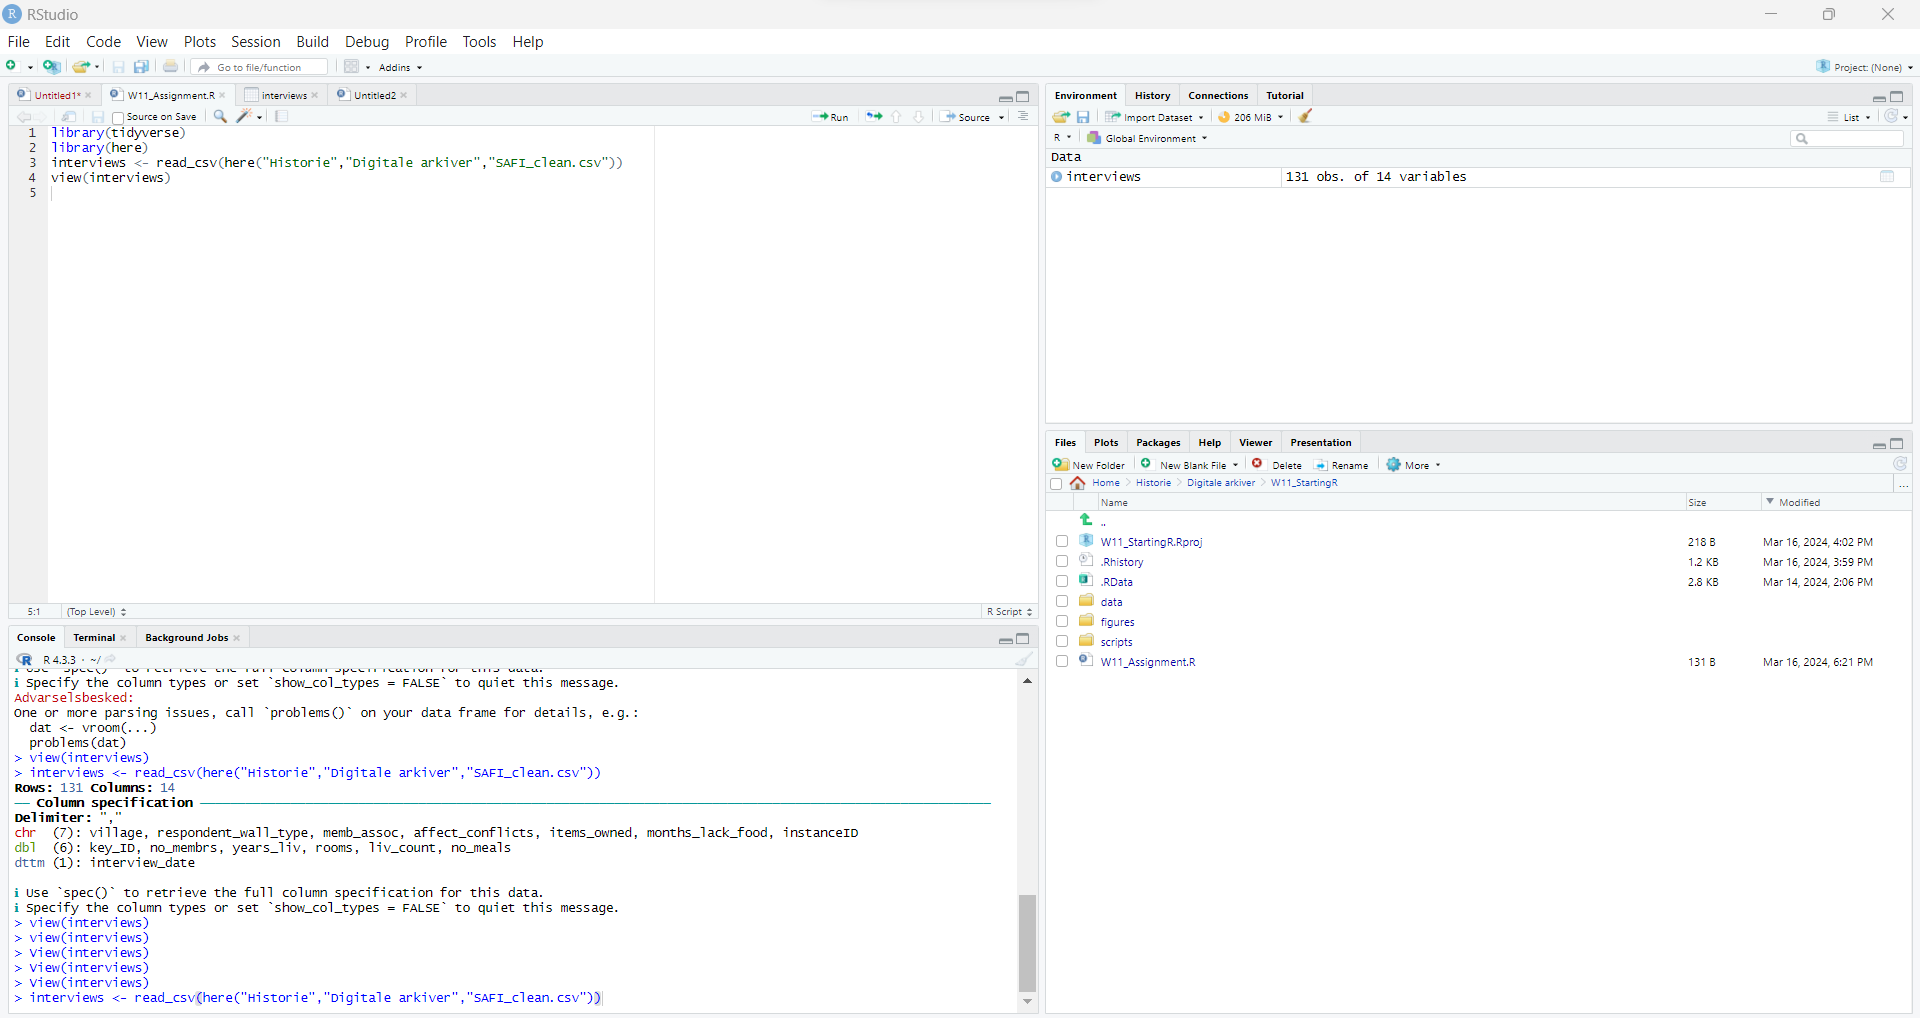 RStudio
File Edit Code View Plots Session Build Debug Profile Tools Help
Go to file/function Addins Project: (None)
Untitled1* W11_Assignment.R interviews Untitled2
Source on Save Run Source
1 library(tidyverse)
2 library(here)
3 interviews <- read_csv(here("Historie","Digitale arkiver","SAFI_clean.csv"))
4 view(interviews)
5
5:1 (Top Level) R Script
Console Terminal Background Jobs
R 4.3.3 · ~/
i Use `spec()` to retrieve the full column specification for this data.
i Specify the column types or set `show_col_types = FALSE` to quiet this message.
Advarselsbesked:
One or more parsing issues, call `problems()` on your data frame for details, e.g.:
dat <- vroom(...)
problems(dat)
> view(interviews)
> interviews <- read_csv(here("Historie","Digitale arkiver","SAFI_clean.csv"))
Rows: 131 Columns: 14
── Column specification ──
Delimiter: ","
chr (7): village, respondent_wall_type, memb_assoc, affect_conflicts, items_owned, months_lack_food, instanceID
dbl (6): key_ID, no_membrs, years_liv, rooms, liv_count, no_meals
dttm (1): interview_date
i Use `spec()` to retrieve the full column specification for this data.
i Specify the column types or set `show_col_types = FALSE` to quiet this message.
> view(interviews)
> view(interviews)
> View(interviews)
> View(interviews)
> View(interviews)
> interviews <- read_csv(here("Historie","Digitale arkiver","SAFI_clean.csv"))
Environment History Connections Tutorial
Import Dataset 206 MiB List
R Global Environment
Data
interviews 131 obs. of 14 variables
Files Plots Packages Help Viewer Presentation
New Folder New Blank File Delete Rename More
Home Historie Digitale arkiver W11_StartingR ...
Name Size Modified
..
W11_StartingR.Rproj 218 B Mar 16, 2024, 4:02 PM
.Rhistory 1.2 KB Mar 16, 2024, 3:59 PM
.RData 2.8 KB Mar 14, 2024, 2:06 PM
data
figures
scripts
W11_Assignment.R 131 B Mar 16, 2024, 6:21 PM